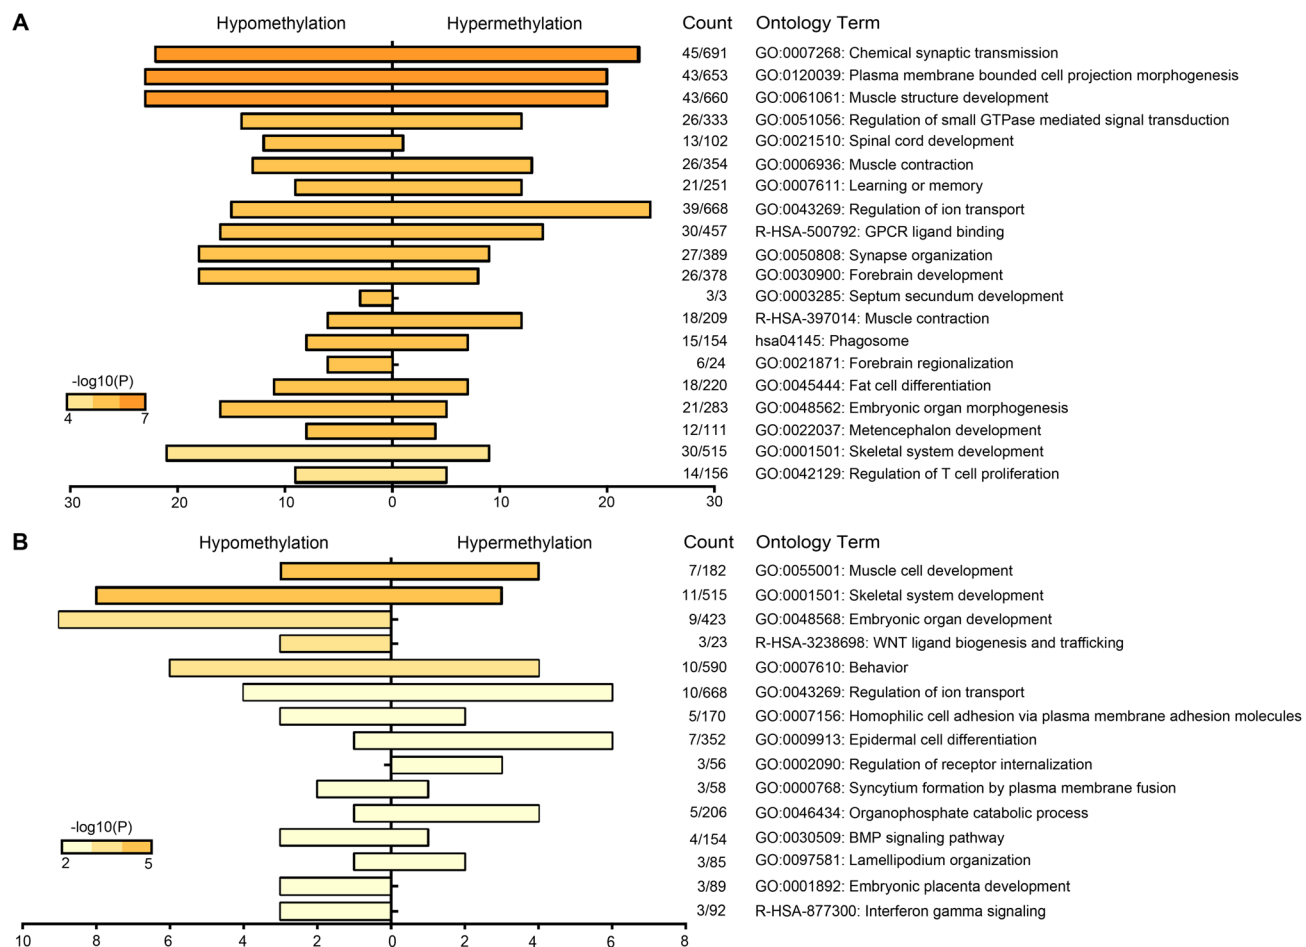 A
Hypomethylation Hypermethylation Count Ontology Term
45/691 GO:0007268: Chemical synaptic transmission
43/653 GO:0120039: Plasma membrane bounded cell projection morphogenesis
43/660 GO:0061061: Muscle structure development
26/333 GO:0051056: Regulation of small GTPase mediated signal transduction
13/102 GO:0021510: Spinal cord development
26/354 GO:0006936: Muscle contraction
21/251 GO:0007611: Learning or memory
39/668 GO:0043269: Regulation of ion transport
30/457 R-HSA-500792: GPCR ligand binding
27/389 GO:0050808: Synapse organization
26/378 GO:0030900: Forebrain development
3/3 GO:0003285: Septum secundum development
18/209 R-HSA-397014: Muscle contraction
15/154 hsa04145: Phagosome
6/24 GO:0021871: Forebrain regionalization
-log10(P)
4 7
18/220 GO:0045444: Fat cell differentiation
21/283 GO:0048562: Embryonic organ morphogenesis
12/111 GO:0022037: Metencephalon development
30/515 GO:0001501: Skeletal system development
14/156 GO:0042129: Regulation of T cell proliferation
30 20 10 0 10 20 30
B
Hypomethylation Hypermethylation Count Ontology Term
7/182 GO:0055001: Muscle cell development
11/515 GO:0001501: Skeletal system development
9/423 GO:0048568: Embryonic organ development
3/23 R-HSA-3238698: WNT ligand biogenesis and trafficking
10/590 GO:0007610: Behavior
10/668 GO:0043269: Regulation of ion transport
5/170 GO:0007156: Homophilic cell adhesion via plasma membrane adhesion molecules
7/352 GO:0009913: Epidermal cell differentiation
3/56 GO:0002090: Regulation of receptor internalization
3/58 GO:0000768: Syncytium formation by plasma membrane fusion
5/206 GO:0046434: Organophosphate catabolic process
-log10(P)
2 5
4/154 GO:0030509: BMP signaling pathway
3/85 GO:0097581: Lamellipodium organization
3/89 GO:0001892: Embryonic placenta development
3/92 R-HSA-877300: Interferon gamma signaling
10 8 6 4 2 0 2 4 6 8